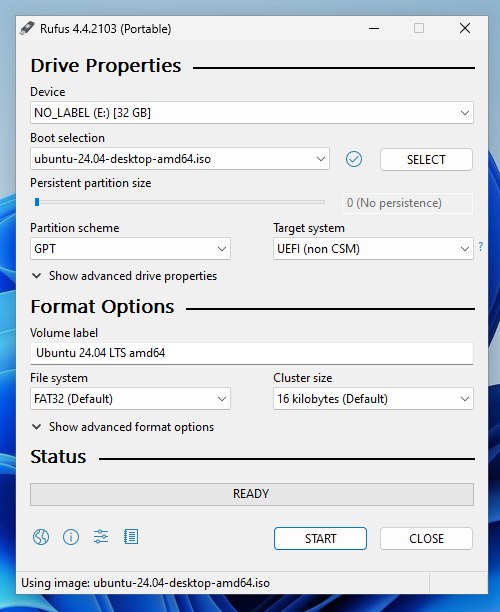 Rufus 4.4.2103 (Portable)
Drive Properties
Device
NO_LABEL (E:) [32 GB]
Boot selection
ubuntu-24.04-desktop-amd64.iso
SELECT
Persistent partition size
0 (No persistence)
Partition scheme
Target system
GPT
UEFI (non CSM)
?
Show advanced drive properties
Format Options
Volume label
Ubuntu 24.04 LTS amd64
File system
Cluster size
FAT32 (Default)
16 kilobytes (Default)
Show advanced format options
Status
READY
START
CLOSE
Using image: ubuntu-24.04-desktop-amd64.iso